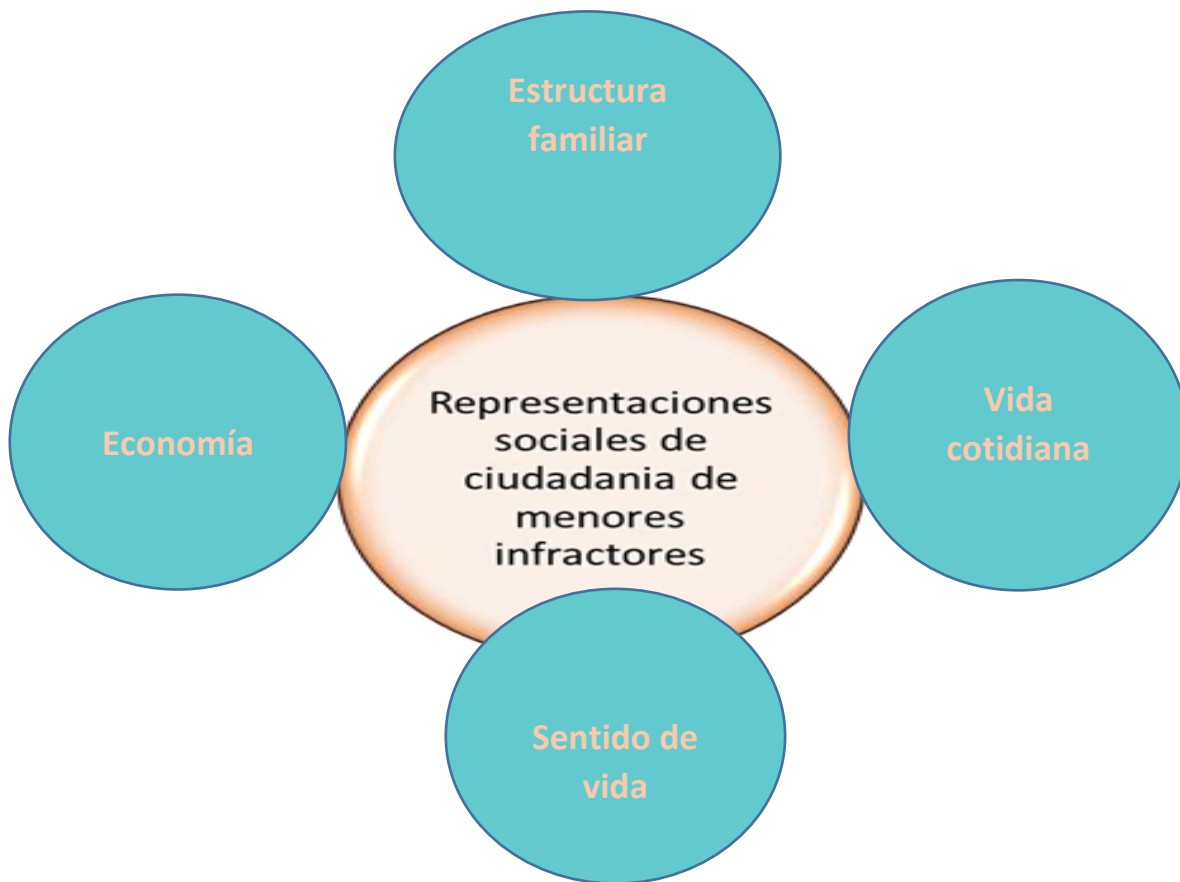 Estructura
familiar
Economía
Representaciones
sociales de
ciudadania de
menores
infractores
Vida
cotidiana
Sentido de
vida